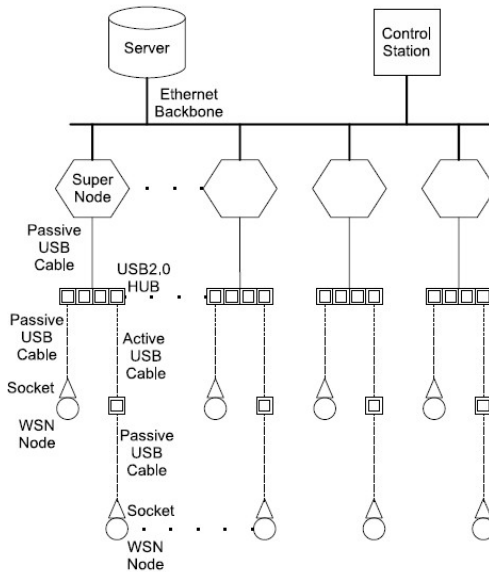 Server
Control
Station
Ethernet
Backbone
Super
Node
Passive
USB
Cable
USB2.0
HUB
Passive
USB
Cable
Active
USB
Cable
Socket
WSN
Node
Passive
USB
Cable
Socket
WSN
Node